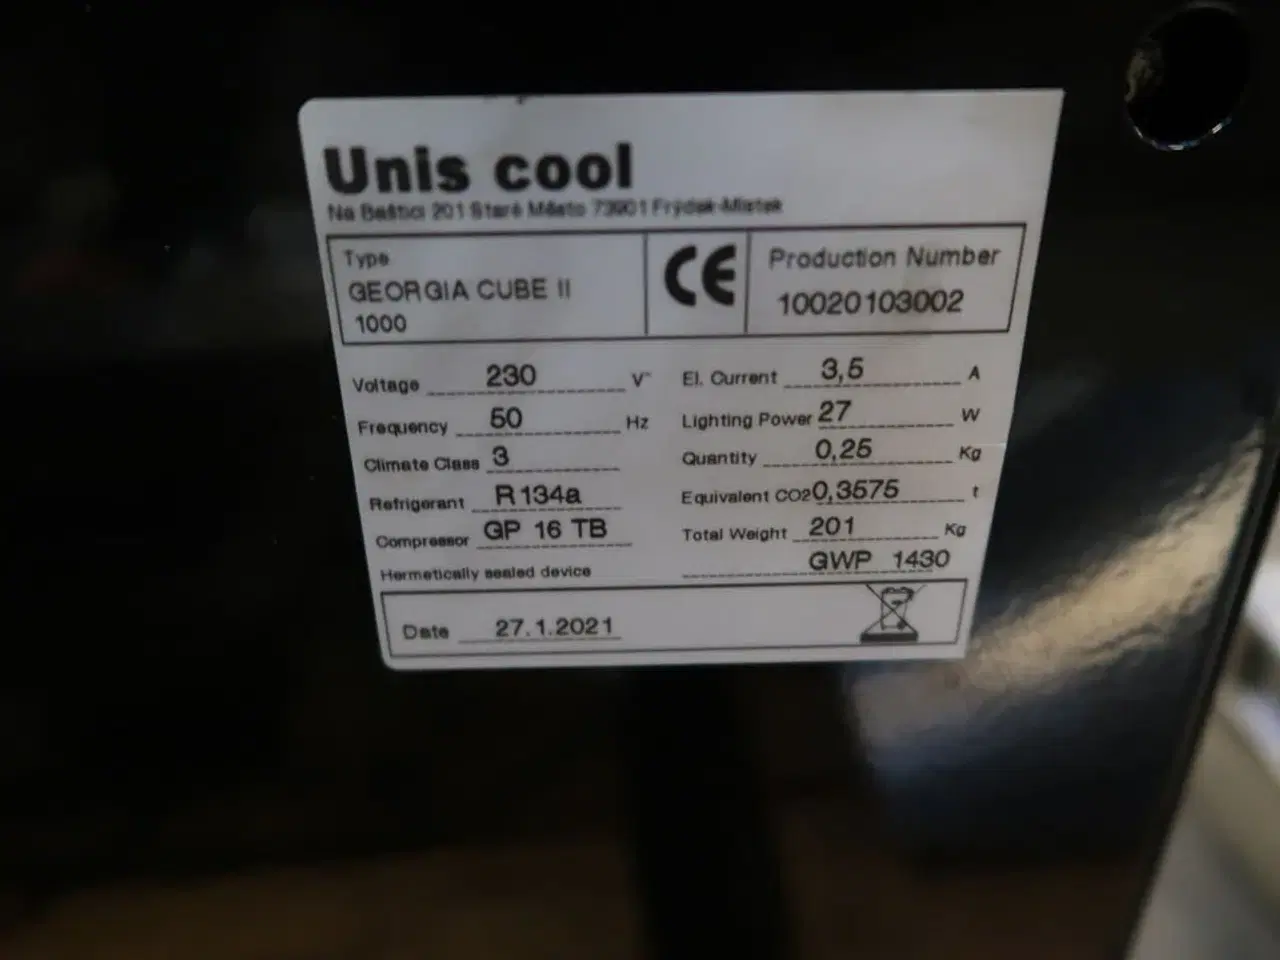 Unis cool
Na Baštici 201 Staré Město 73901 Frýdek-Místek
Type
GEORGIA CUBE II
1000
CE
Production Number
10020103002
Voltage 230 V~
El. Current 3,5 A
Frequency 50 Hz
Lighting Power 27 W
Climate Class 3
Quantity 0,25 Kg
Refrigerant R134a
Equivalent CO2 0,3575 t
Compressor GP 16 TB
Total Weight 201 Kg
Hermetically sealed device
GWP 1430
Date 27.1.2021